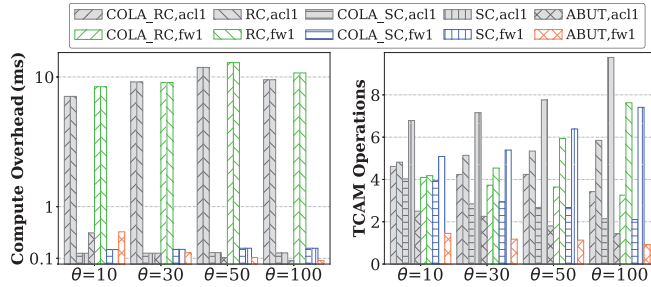 COLA_RC,acl1 RC,acl1 COLA_SC,acl1 SC,acl1 ABUT,acl1
COLA_RC,fw1 RC,fw1 COLA_SC,fw1 SC,fw1 ABUT,fw1
Compute Overhead (ms)
10
1
0.1
θ=10 θ=30 θ=50 θ=100
TCAM Operations
8
6
4
2
0
θ=10 θ=30 θ=50 θ=100